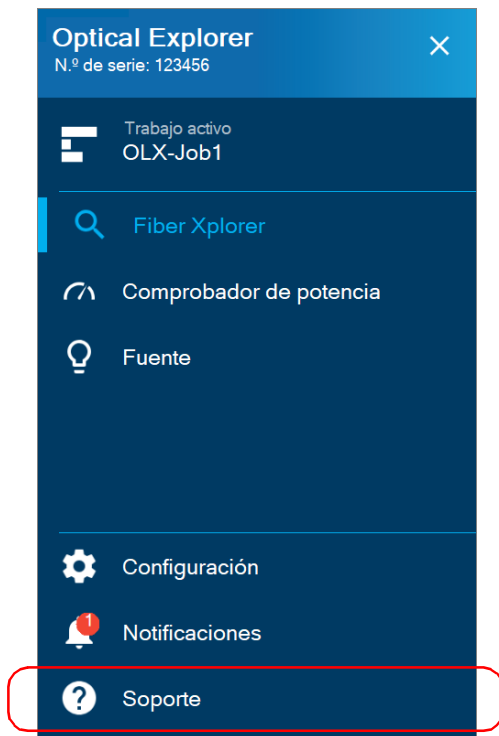 Optical Explorer
N.º de serie: 123456
Trabajo activo
OLX-Job1
Fiber Xplorer
Comprobador de potencia
Fuente
Configuración
1
Notificaciones
Soporte